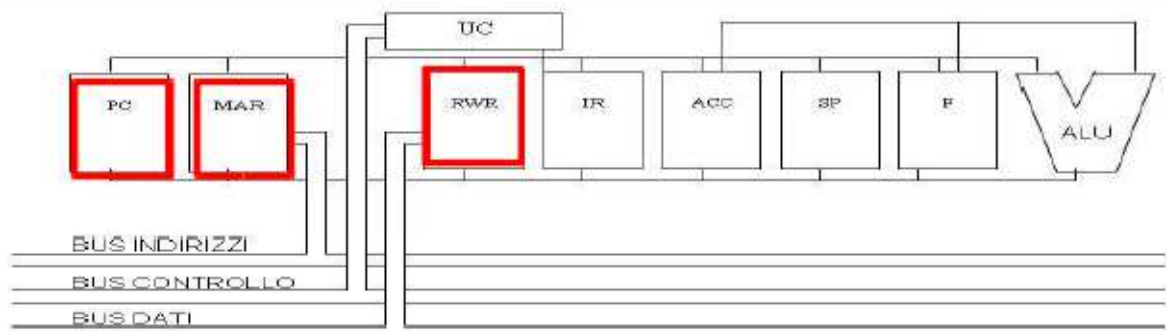 UC
PC MAR RWR IR ACC SP F ALU
BUS INDIRIZZI
BUS CONTROLLO
BUS DATI